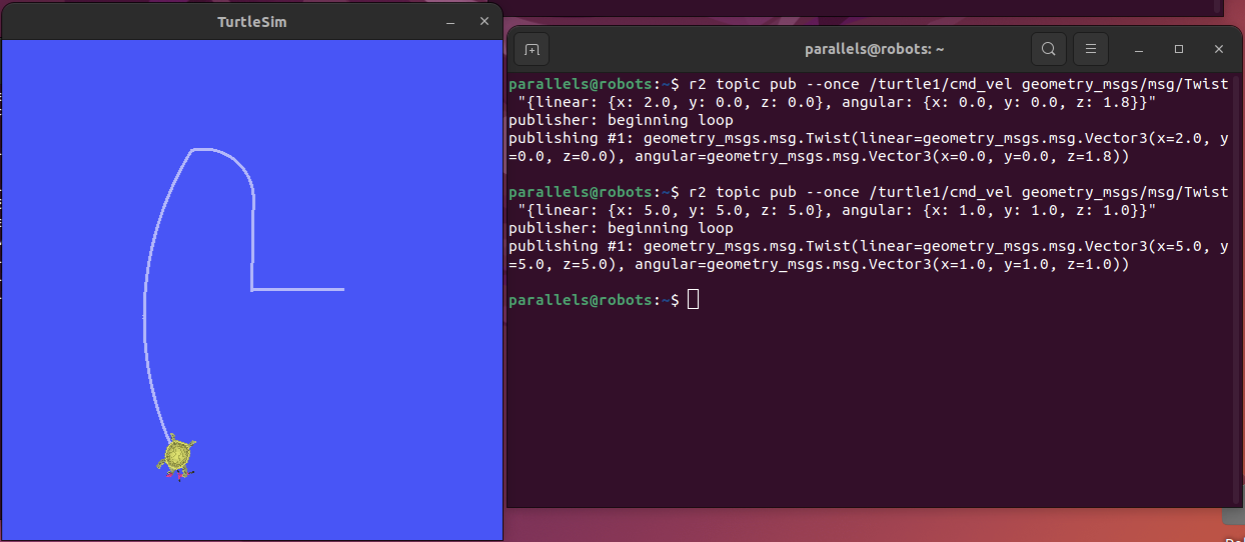 TurtleSim
parallels@robots: ~
parallels@robots:~$ r2 topic pub --once /turtle1/cmd_vel geometry_msgs/msg/Twist
"{linear: {x: 2.0, y: 0.0, z: 0.0}, angular: {x: 0.0, y: 0.0, z: 1.8}}"
publisher: beginning loop
publishing #1: geometry_msgs.msg.Twist(linear=geometry_msgs.msg.Vector3(x=2.0, y
=0.0, z=0.0), angular=geometry_msgs.msg.Vector3(x=0.0, y=0.0, z=1.8))
parallels@robots:~$ r2 topic pub --once /turtle1/cmd_vel geometry_msgs/msg/Twist
"{linear: {x: 5.0, y: 5.0, z: 5.0}, angular: {x: 1.0, y: 1.0, z: 1.0}}"
publisher: beginning loop
publishing #1: geometry_msgs.msg.Twist(linear=geometry_msgs.msg.Vector3(x=5.0, y
=5.0, z=5.0), angular=geometry_msgs.msg.Vector3(x=1.0, y=1.0, z=1.0))
parallels@robots:~$